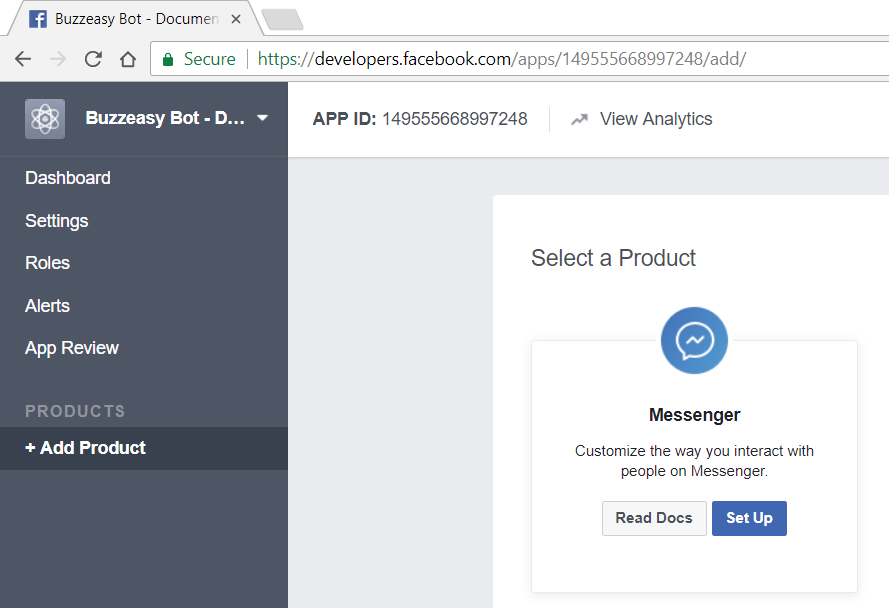 Buzzeasy Bot - Documen
Secure https://developers.facebook.com/apps/149555668997248/add/
Buzzeasy Bot - D...
APP ID: 149555668997248
View Analytics
Dashboard
Settings
Roles
Alerts
App Review
PRODUCTS
+ Add Product
Select a Product
Messenger
Customize the way you interact with
people on Messenger.
Read Docs
Set Up